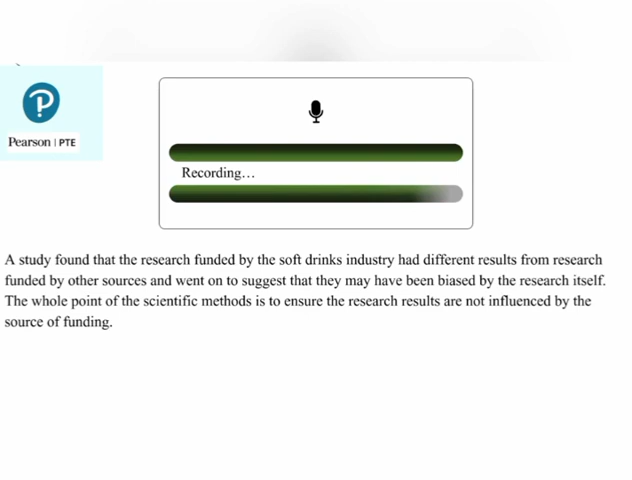 Pearson | PTE
Recording...
A study found that the research funded by the soft drinks industry had different results from research
funded by other sources and went on to suggest that they may have been biased by the research itself.
The whole point of the scientific methods is to ensure the research results are not influenced by the
source of funding.